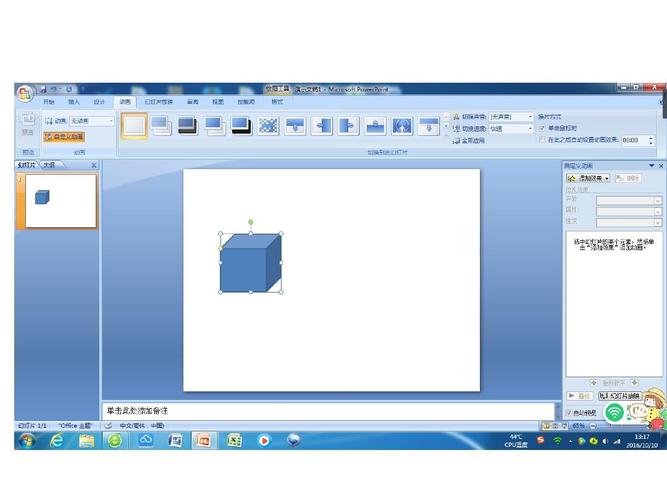 绘图工具 演示文稿1 - Microsoft PowerPoint
开始 插入 设计 动画 幻灯片放映 审阅 视图 加载项 格式
预览 动画: 无动画 切换声音: [无声音] 换片方式
自定义动画 切换速度: 快速 单击鼠标时
全部应用 在此之后自动设置动画效果: 00:00
预览 动画 切换到此幻灯片
幻灯片 大纲 自定义动画
1
添加效果 删除
开始:
属性:
速度:
选中幻灯片的某个元素,然后单
击"添加效果"添加动画。
重新排序
播放 幻灯片放映
自动预览
单击此处添加备注
幻灯片 1/1 "Office 主题" 中文(简体,中国) 65%
44℃ 13:17
CPU温度 2016/10/10